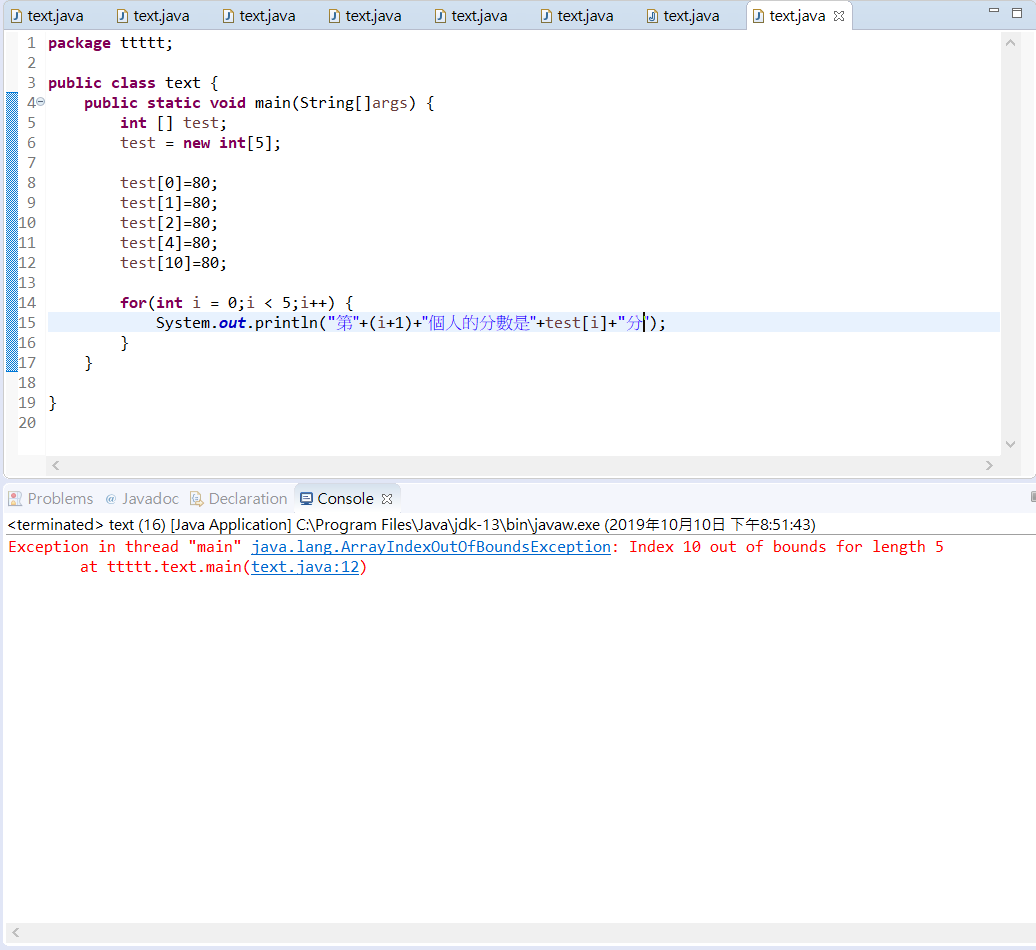 text.java text.java text.java text.java text.java text.java text.java text.java
1 package ttttt;
2
3 public class text {
4 public static void main(String[]args) {
5 int [] test;
6 test = new int[5];
7
8 test[0]=80;
9 test[1]=80;
10 test[2]=80;
11 test[4]=80;
12 test[10]=80;
13
14 for(int i = 0;i < 5;i++) {
15 System.out.println("第"+(i+1)+"個人的分數是"+test[i]+"分");
16 }
17 }
18
19 }
20
Problems @ Javadoc Declaration Console
<terminated> text (16) [Java Application] C:\Program Files\Java\jdk-13\bin\javaw.exe (2019年10月10日 下午8:51:43)
Exception in thread "main" java.lang.ArrayIndexOutOfBoundsException: Index 10 out of bounds for length 5
at ttttt.text.main(text.java:12)